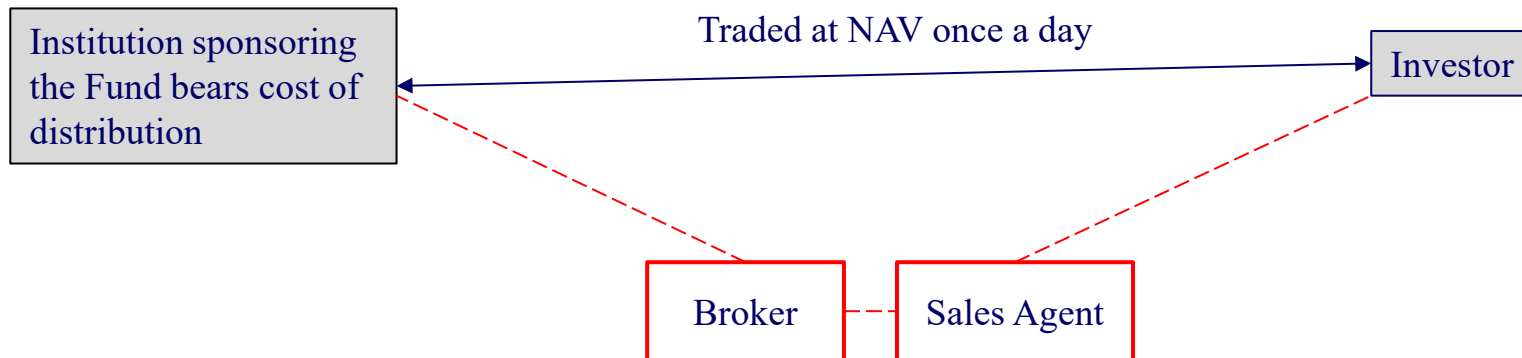 Traded at NAV once a day
Institution sponsoring
the Fund bears cost of
distribution
Investor
Broker
Sales Agent